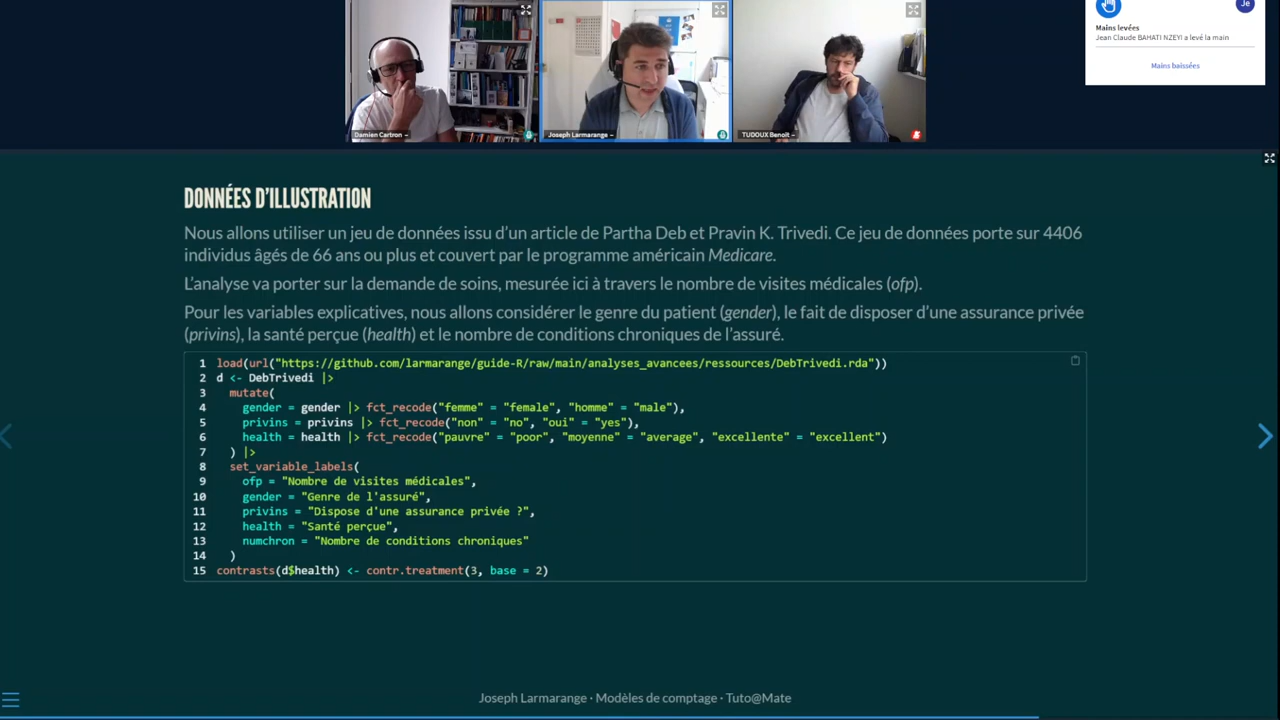 Je
Mains levées
Jean Claude BAHATI NZEYI a levé la main
Mains baissées
Damien Cartron
Joseph Larmarange
TUDOUX Benoit
DONNÉES D'ILLUSTRATION
Nous allons utiliser un jeu de données issu d'un article de Partha Deb et Pravin K. Trivedi. Ce jeu de données porte sur 4406
individus âgés de 66 ans ou plus et couvert par le programme américain Medicare.
L'analyse va porter sur la demande de soins, mesurée ici à travers le nombre de visites médicales (ofp).
Pour les variables explicatives, nous allons considérer le genre du patient (gender), le fait de disposer d'une assurance privée
(privins), la santé perçue (health) et le nombre de conditions chroniques de l'assuré.
1 load(url("https://github.com/larmarange/guide-R/raw/main/analyses_avancees/ressources/DebTrivedi.rda"))
2 d <- DebTrivedi |>
3 mutate(
4 gender = gender |> fct_recode("femme" = "female", "homme" = "male"),
5 privins = privins |> fct_recode("non" = "no", "oui" = "yes"),
6 health = health |> fct_recode("pauvre" = "poor", "moyenne" = "average", "excellente" = "excellent")
7 ) |>
8 set_variable_labels(
9 ofp = "Nombre de visites médicales",
10 gender = "Genre de l'assuré",
11 privins = "Dispose d'une assurance privée ?",
12 health = "Santé perçue",
13 numchron = "Nombre de conditions chroniques"
14 )
15 contrasts(d$health) <- contr.treatment(3, base = 2)
Joseph Larmarange · Modèles de comptage · Tuto@Mate